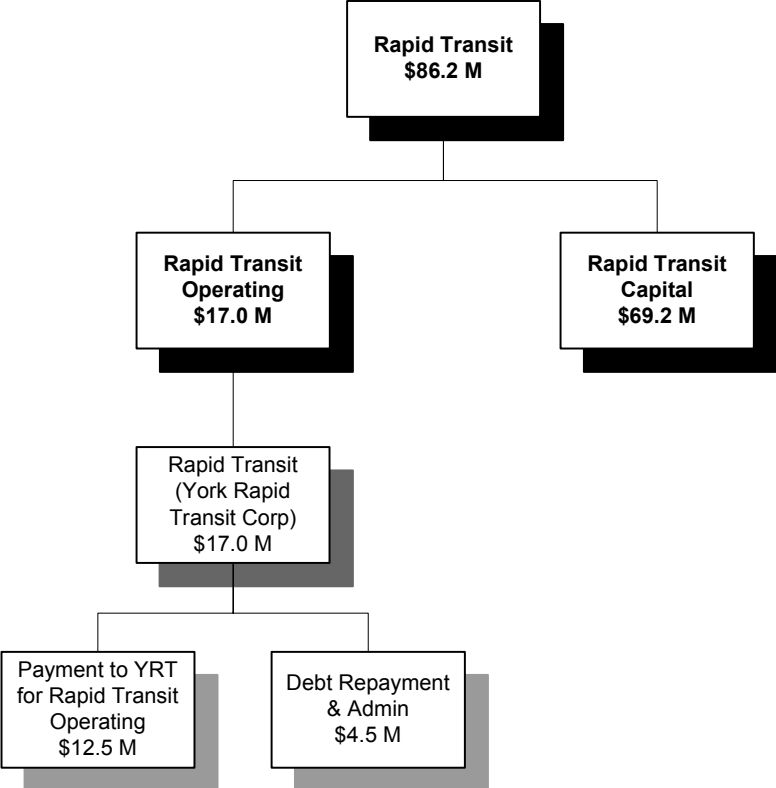 Rapid Transit
$86.2 M
Rapid Transit
Operating
$17.0 M
Rapid Transit
Capital
$69.2 M
Rapid Transit
(York Rapid
Transit Corp)
$17.0 M
Payment to YRT
for Rapid Transit
Operating
$12.5 M
Debt Repayment
& Admin
$4.5 M